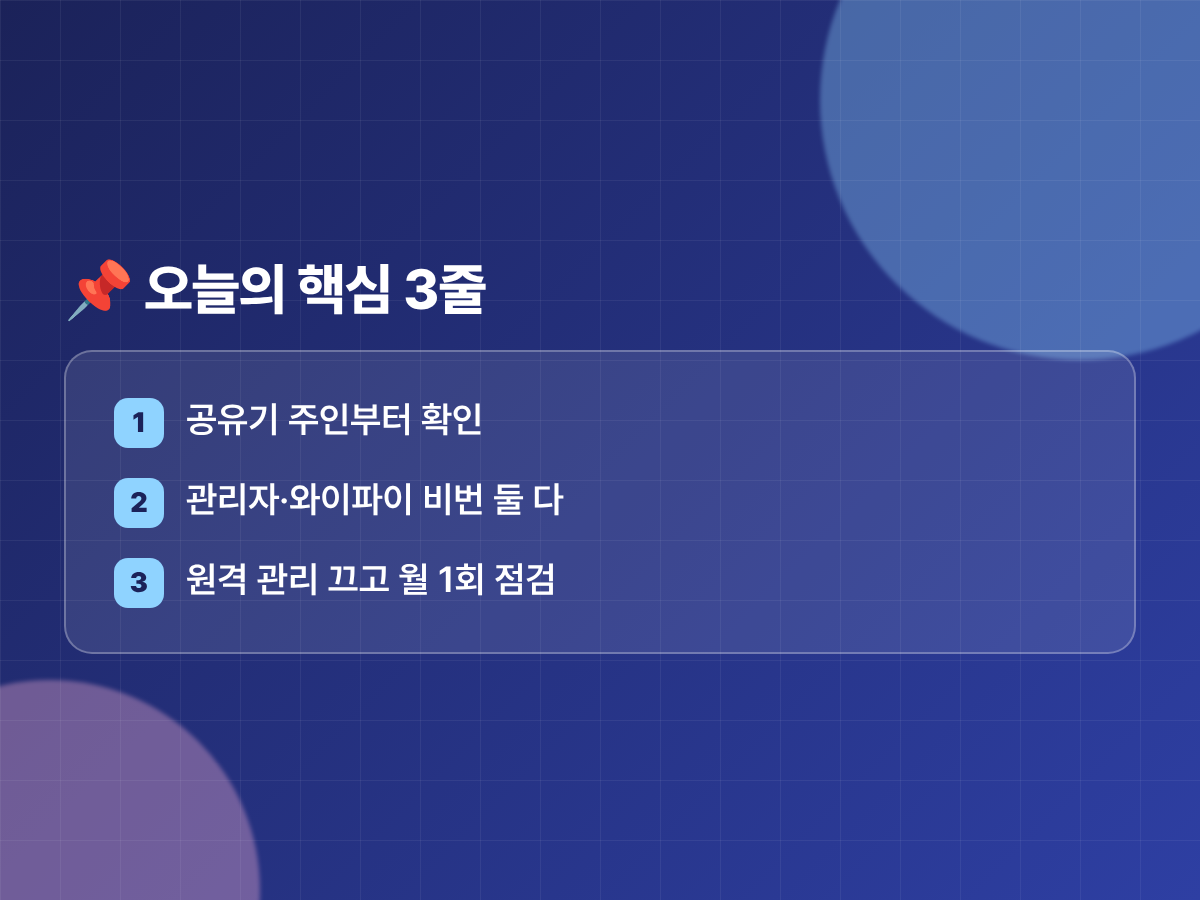 📌 오늘의 핵심 3줄
1 공유기 주인부터 확인
2 관리자·와이파이 비번 둘 다
3 원격 관리 끄고 월 1회 점검